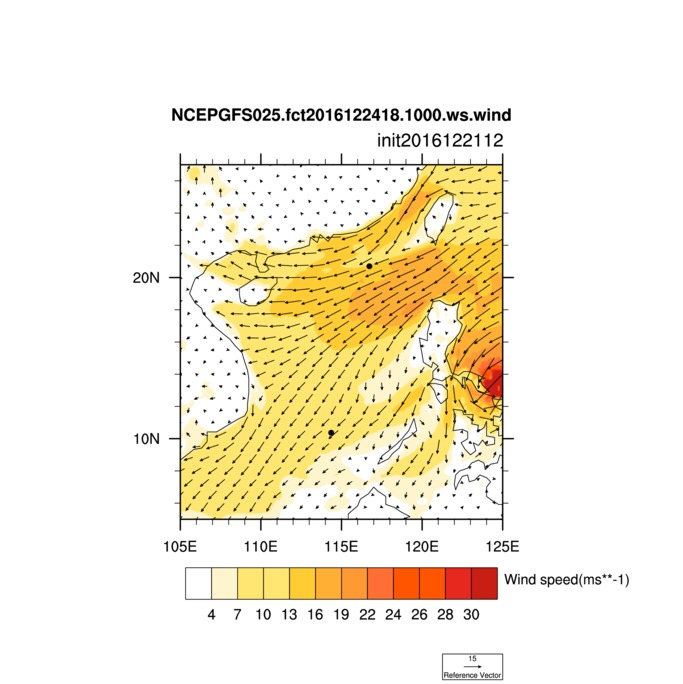 NCEPGFS025.fct2016122418.1000.ws.wind
init2016122112
20N
10N
105E 110E 115E 120E 125E
Wind speed(ms**-1)
4 7 10 13 16 19 22 24 26 28 30
15
Reference Vector